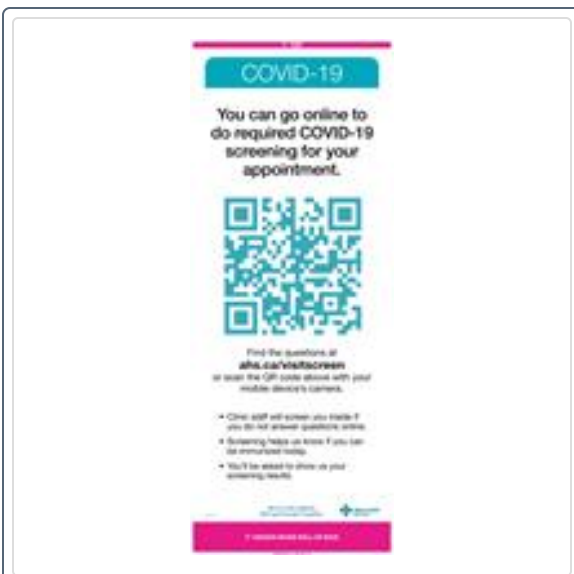 COVID-19
You can go online to
do required COVID-19
screening for your
appointment.
Find the questions at
ahs.ca/visitscreen
or scan the QR code above with your
mobile device's camera.
• Clinic staff will screen you inside if
you do not answer questions online.
• Screening helps us know if you can
be immunized today.
• You'll be asked to show us your
screening results.